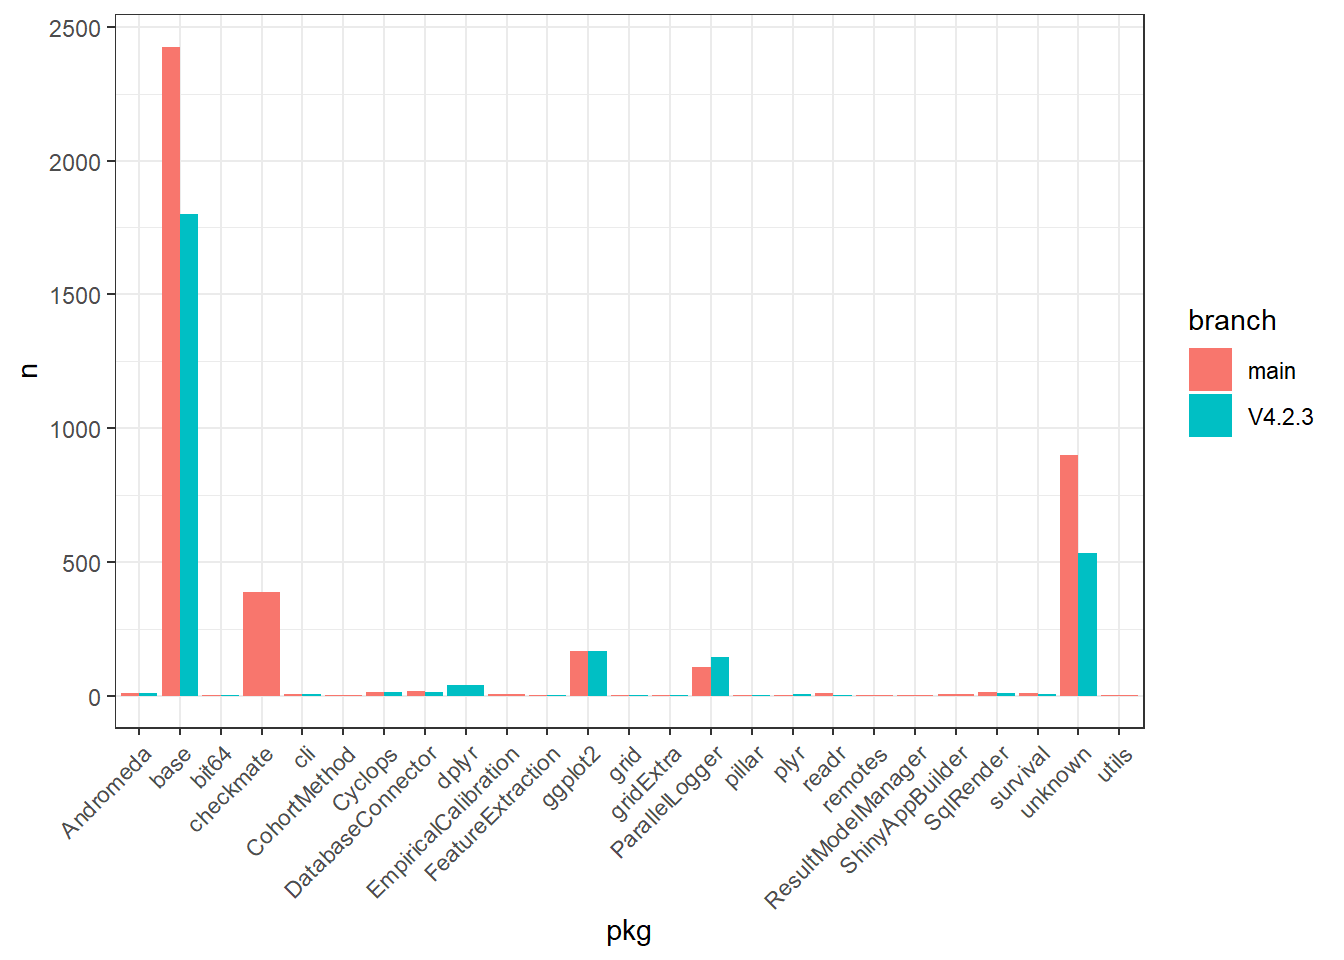 2500
2000
1500
1000
500
0
n
Andromeda
base
bit64
checkmate
cli
CohortMethod
Cyclops
DatabaseConnector
dplyr
EmpiricalCalibration
FeatureExtraction
ggplot2
grid
gridExtra
ParallelLogger
pillar
plyr
readr
remotes
ResultModelManager
ShinyAppBuilder
SqlRender
survival
unknown
utils
pkg
branch
main
V4.2.3